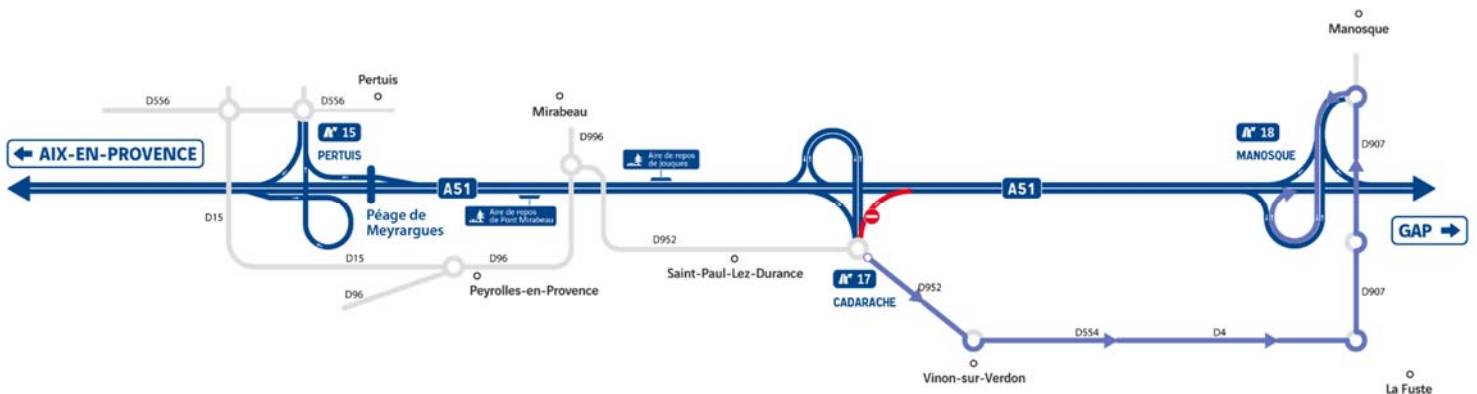 Manosque
Pertuis
D556
D556
Mirabeau
15
PERTUIS
D996
Aire de repos
de Jouques
18
MANOSQUE
D907
← AIX-EN-PROVENCE
A51
A51
Péage de
Meyrargues
Aire de repos
de Pont Mirabeau
D15
GAP →
D15
D96
D952
Saint-Paul-Lez-Durance
17
CADARACHE
D952
D96
Peyrolles-en-Provence
D907
D554
D4
Vinon-sur-Verdon
La Fuste